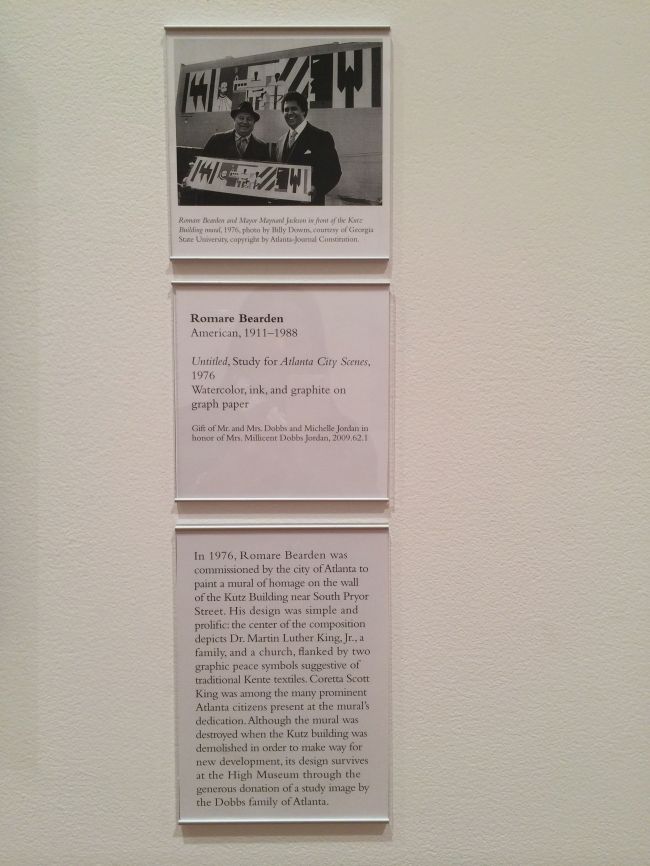 Romare Bearden and Mayor Maynard Jackson in front of the Kutz
Building mural, 1976, photo by Billy Downs, courtesy of Georgia
State University, copyright by Atlanta-Journal Constitution.
Romare Bearden
American, 1911–1988
Untitled, Study for Atlanta City Scenes,
1976
Watercolor, ink, and graphite on
graph paper
Gift of Mr. and Mrs. Dobbs and Michelle Jordan in
honor of Mrs. Millicent Dobbs Jordan, 2009.62.1
In 1976, Romare Bearden was
commissioned by the city of Atlanta to
paint a mural of homage on the wall
of the Kutz Building near South Pryor
Street. His design was simple and
prolific: the center of the composition
depicts Dr. Martin Luther King, Jr., a
family, and a church, flanked by two
graphic peace symbols suggestive of
traditional Kente textiles. Coretta Scott
King was among the many prominent
Atlanta citizens present at the mural's
dedication. Although the mural was
destroyed when the Kutz building was
demolished in order to make way for
new development, its design survives
at the High Museum through the
generous donation of a study image by
the Dobbs family of Atlanta.